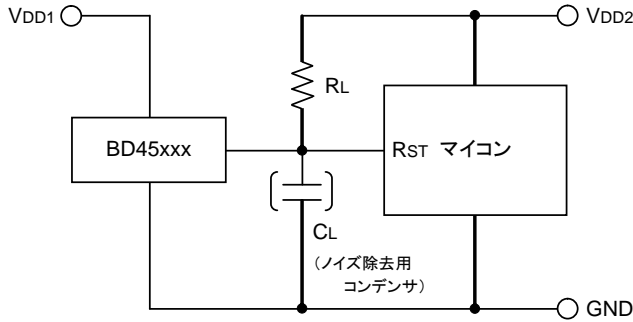 VDD1
VDD2
RL
BD45xxx
RST マイコン
CL
(ノイズ除去用
コンデンサ)
GND